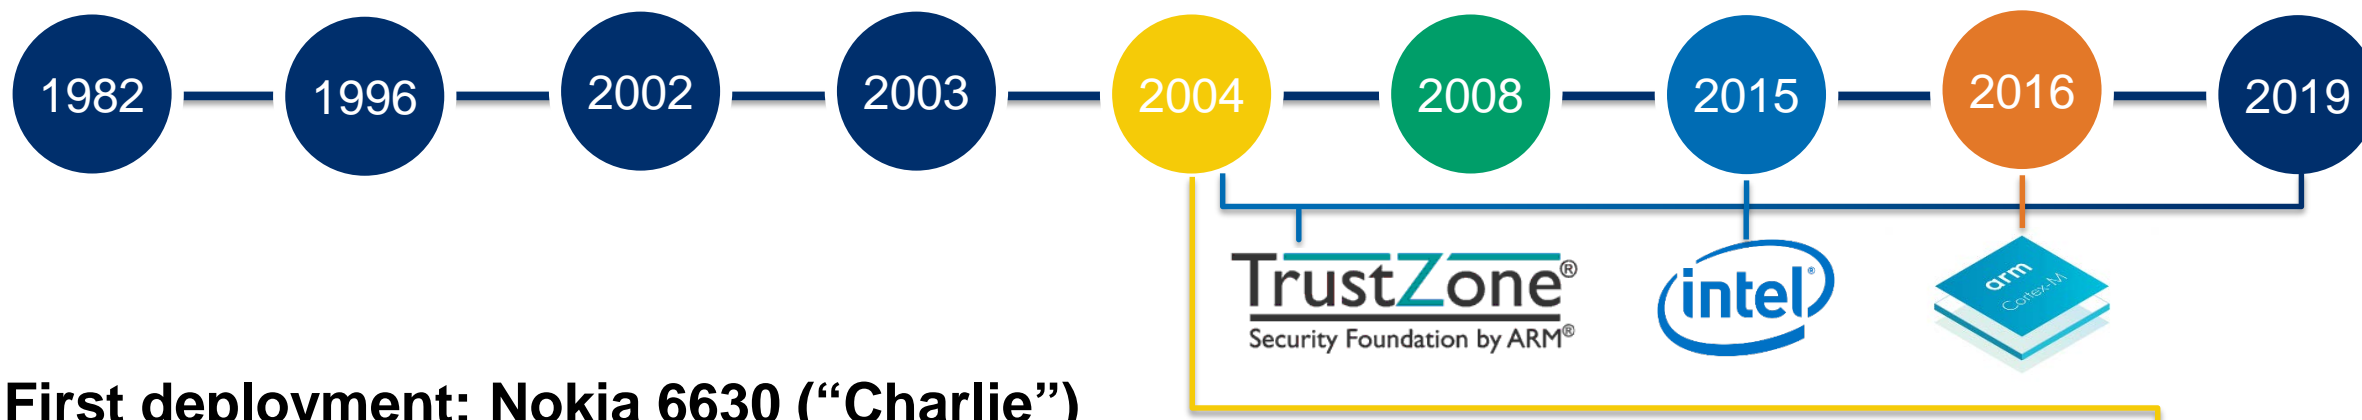 1982 1996 2002 2003 2004 2008 2015 2016 2019
TrustZone®
Security Foundation by ARM®
intel®
arm
Cortex-M
First deployment: Nokia 6630 (“Charlie”)